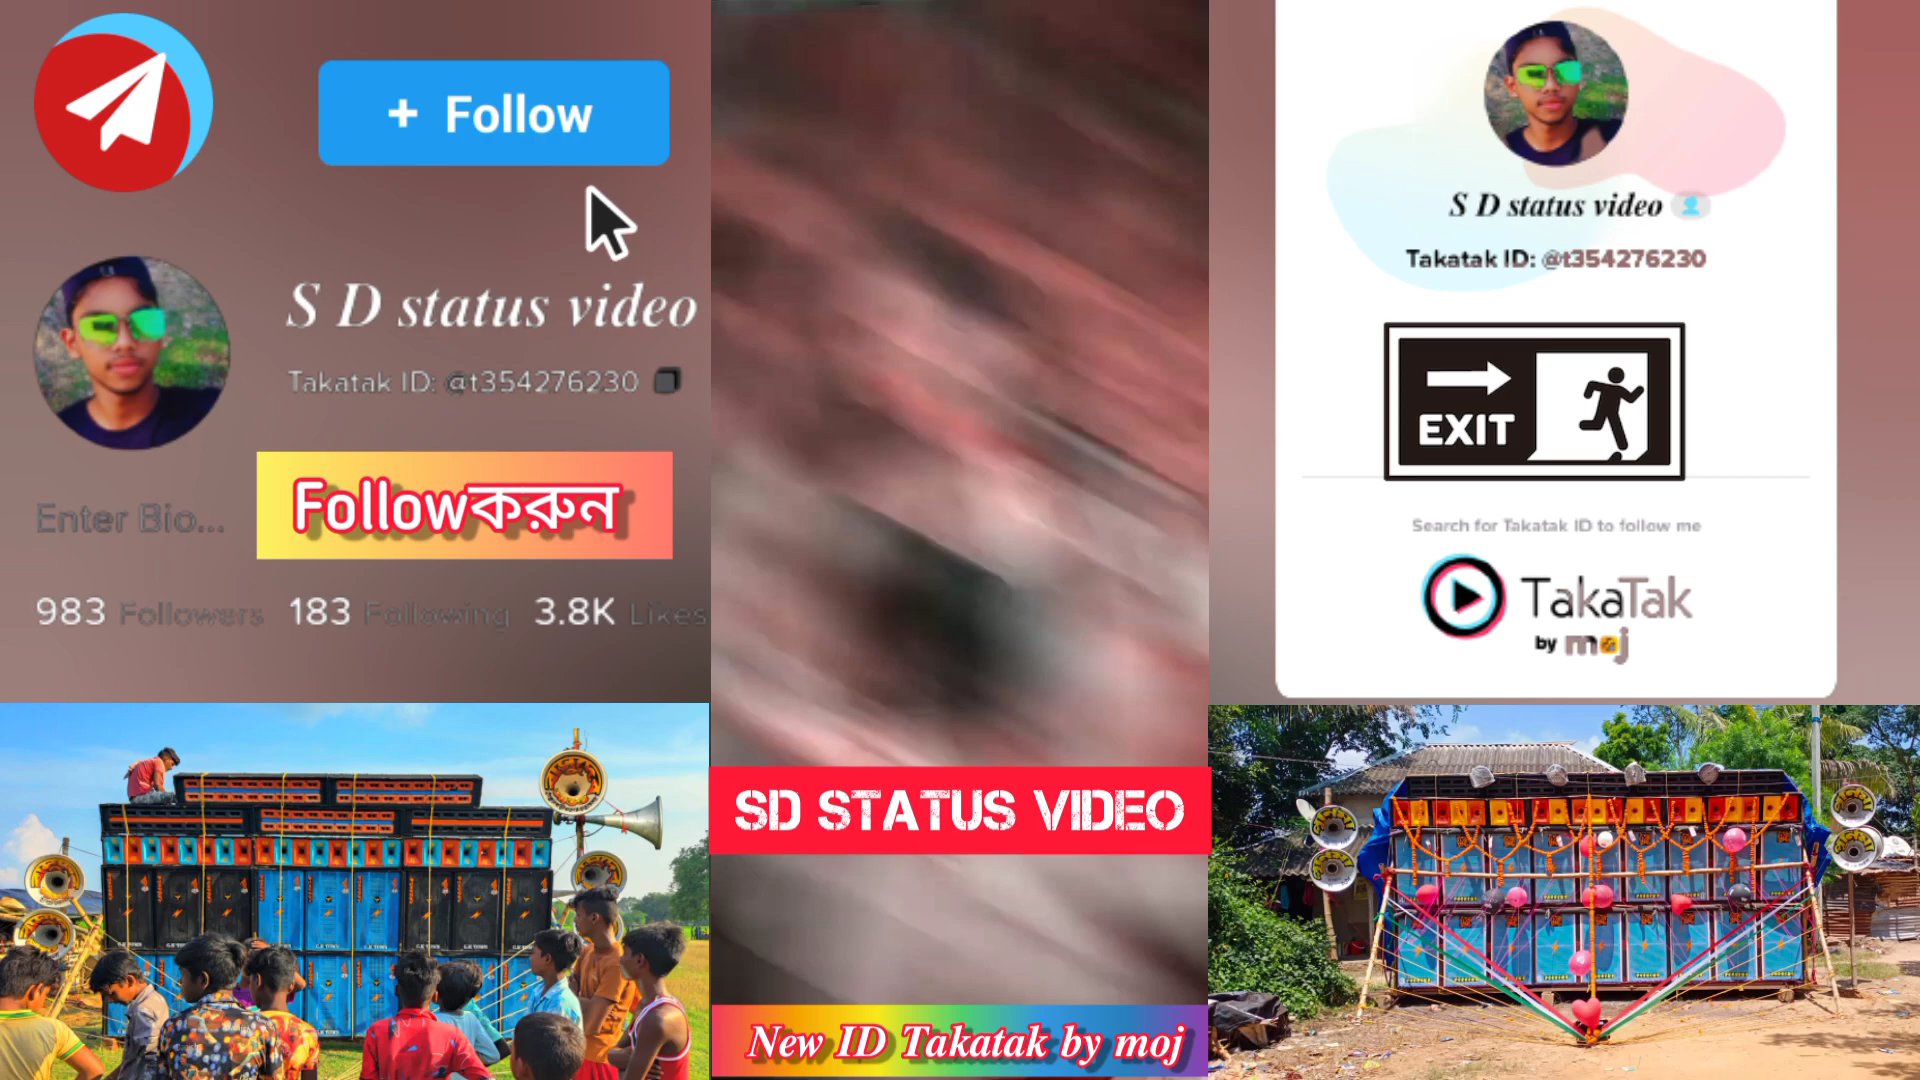 + Follow
S D status video
Takatak ID: @t354276230
Followকরুন
Enter Bio...
983 Followers 183 Following 3.8K Likes
SD STATUS VIDEO
New ID Takatak by moj
S D status video
Takatak ID: @t354276230
EXIT
Search for Takatak ID to follow me
TakaTak
by moj